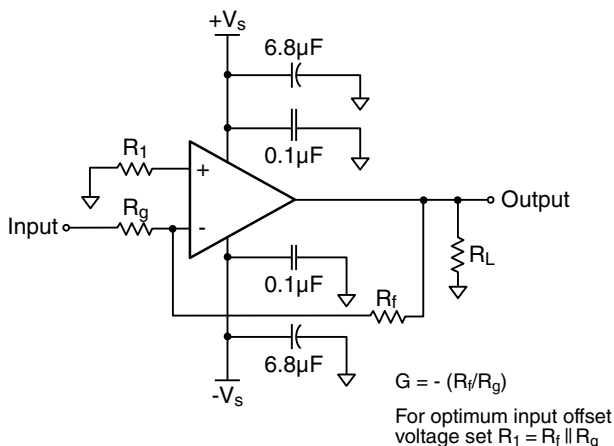 +Vs
6.8µF
R1
+
0.1µF
Input
Rg
-
Output
RL
0.1µF
Rf
6.8µF
-Vs
G = - (Rf/Rg)
For optimum input offset
voltage set R1 = Rf || Rg